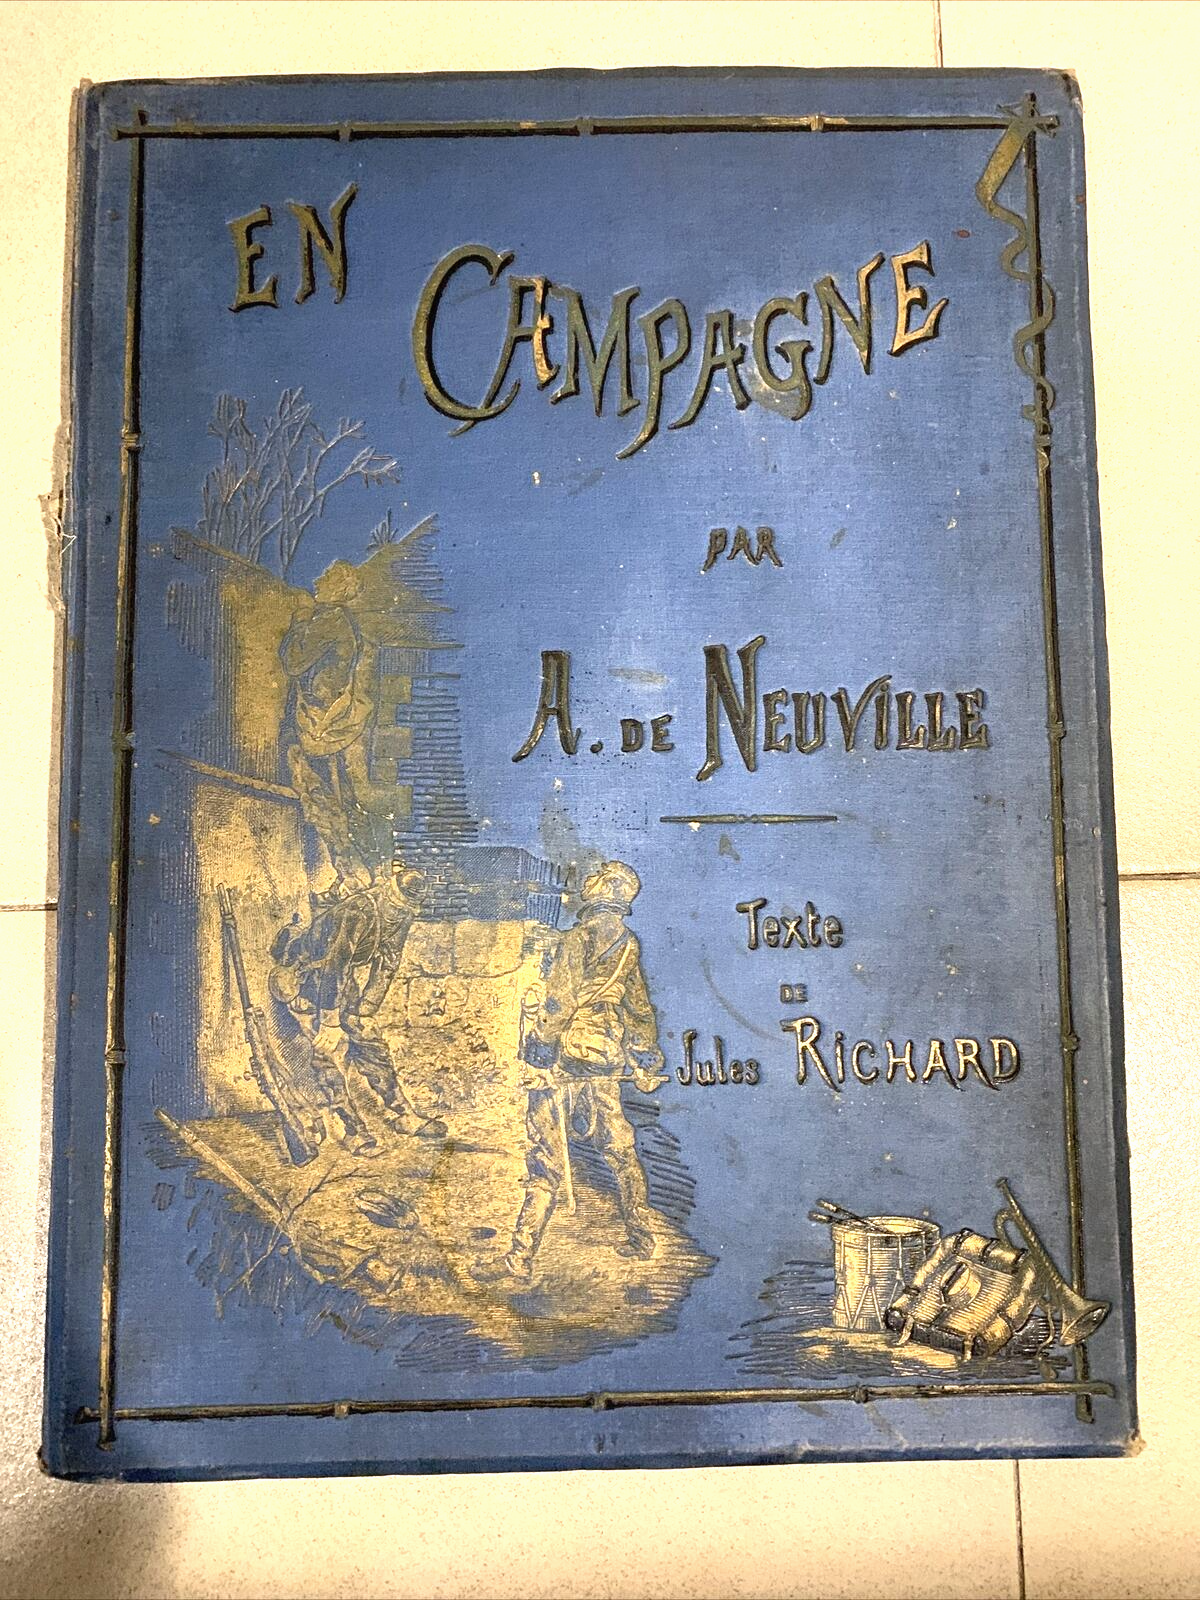 EN
CAMPAGNE
PAR
A. DE NEUVILLE
Texte
DE
Jules RICHARD